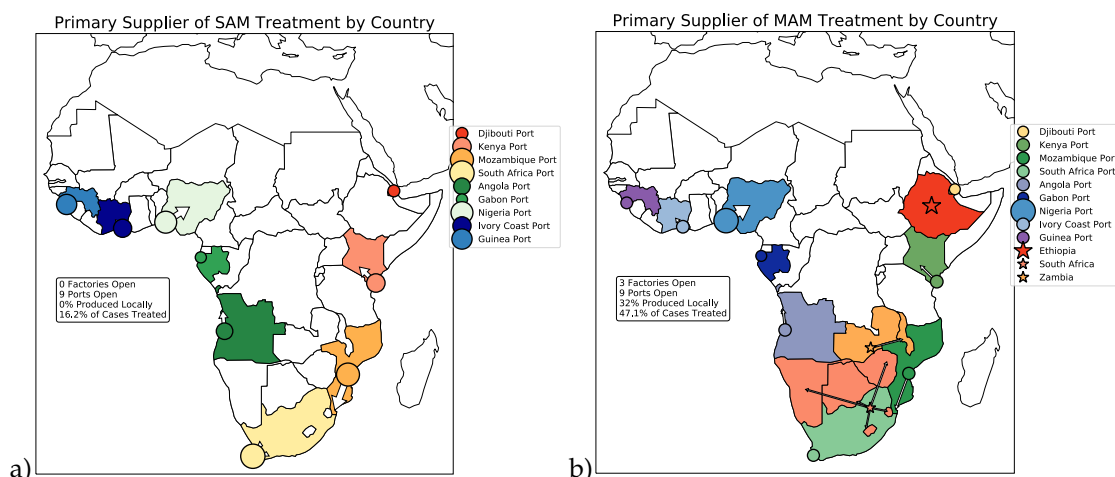 Primary Supplier of SAM Treatment by Country
Djibouti Port
Kenya Port
Mozambique Port
South Africa Port
Angola Port
Gabon Port
Nigeria Port
Ivory Coast Port
Guinea Port
0 Factories Open
9 Ports Open
0% Produced Locally
16.2% of Cases Treated
a)
Primary Supplier of MAM Treatment by Country
Djibouti Port
Kenya Port
Mozambique Port
South Africa Port
Angola Port
Gabon Port
Nigeria Port
Ivory Coast Port
Guinea Port
Ethiopia
South Africa
Zambia
3 Factories Open
9 Ports Open
32% Produced Locally
47.1% of Cases Treated
b)